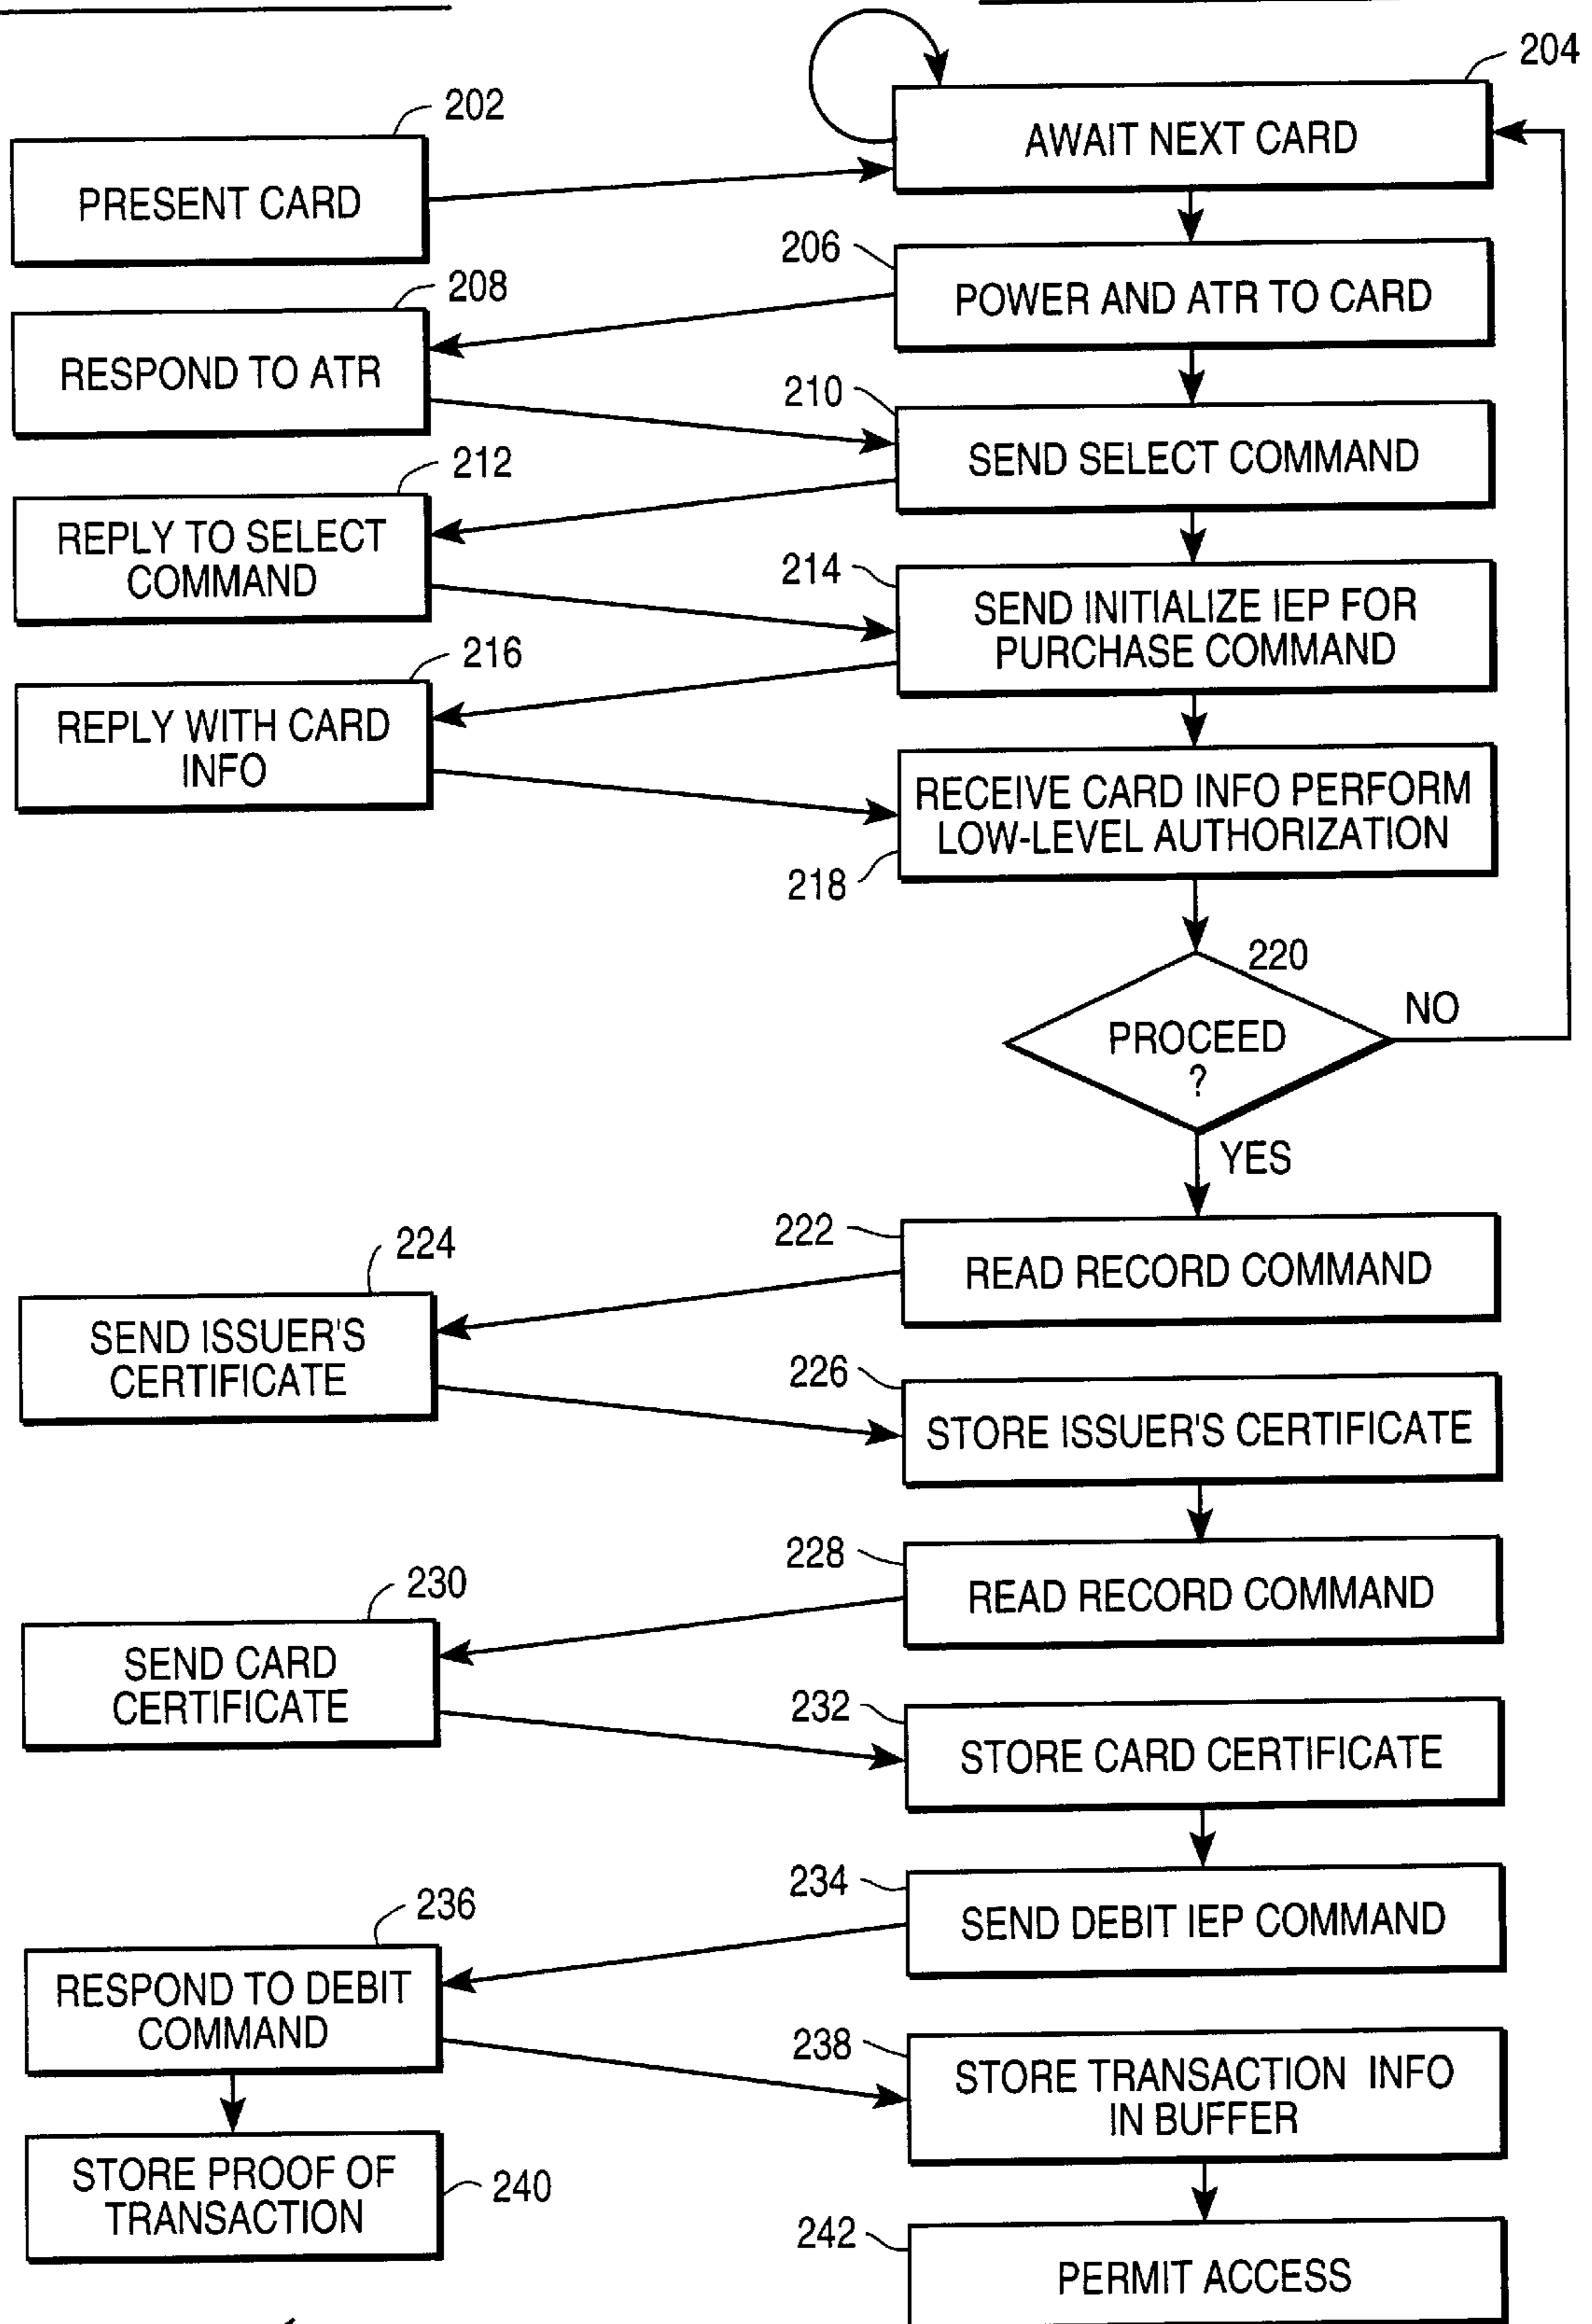 204
AWAIT NEXT CARD
202
PRESENT CARD
206
POWER AND ATR TO CARD
208
RESPOND TO ATR
210
SEND SELECT COMMAND
212
REPLY TO SELECT
COMMAND
214
SEND INITIALIZE IEP FOR
PURCHASE COMMAND
216
REPLY WITH CARD
INFO
RECEIVE CARD INFO PERFORM
LOW-LEVEL AUTHORIZATION
218
220
PROCEED
?
NO
YES
222
READ RECORD COMMAND
224
SEND ISSUER'S
CERTIFICATE
226
STORE ISSUER'S CERTIFICATE
228
READ RECORD COMMAND
230
SEND CARD
CERTIFICATE
232
STORE CARD CERTIFICATE
234
SEND DEBIT IEP COMMAND
236
RESPOND TO DEBIT
COMMAND
238
STORE TRANSACTION INFO
IN BUFFER
STORE PROOF OF
TRANSACTION
240
242
PERMIT ACCESS